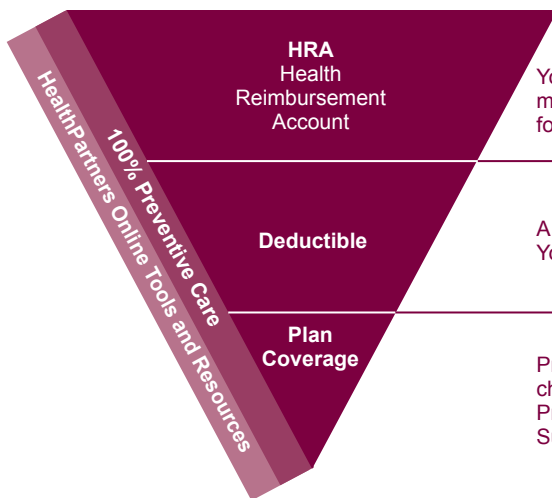 HRA
Health
Reimbursement
Account
Deductible
Plan
Coverage
100% Preventive Care
HealthPartners Online Tools and Resources